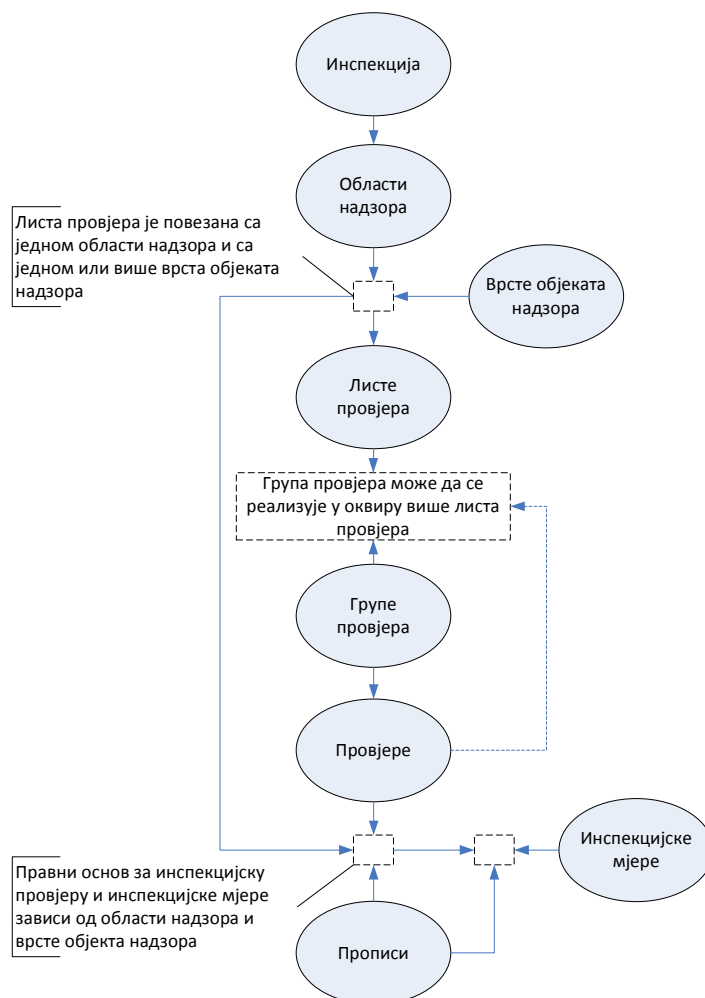 Инспекција
Области
надзора
Листа провјера је повезана са
једном области надзора и са
једном или више врста објеката
надзора
Врсте објеката
надзора
Листе
провјера
Група провјера може да се
реализује у оквиру више листа
провјера
Групе
провјера
Провјере
Инспекцијске
мјере
Правни основ за инспекцијску
провјеру и инспекцијске мјере
зависи од области надзора и
врсте објекта надзора
Прописи